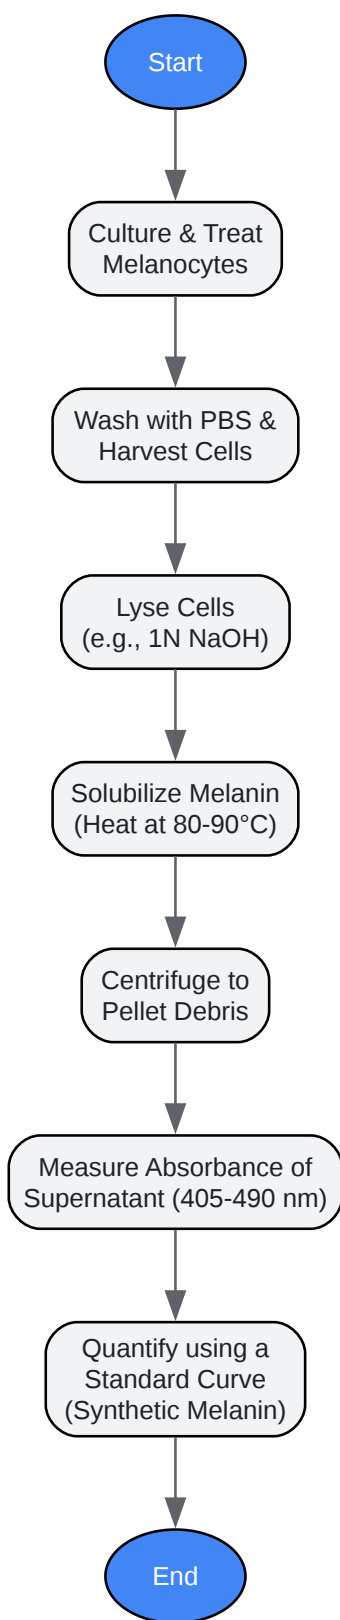 Start
Culture & Treat
Melanocytes
Wash with PBS &
Harvest Cells
Lyse Cells
(e.g., 1N NaOH)
Solubilize Melanin
(Heat at 80-90°C)
Centrifuge to
Pellet Debris
Measure Absorbance of
Supernatant (405-490 nm)
Quantify using a
Standard Curve
(Synthetic Melanin)
End